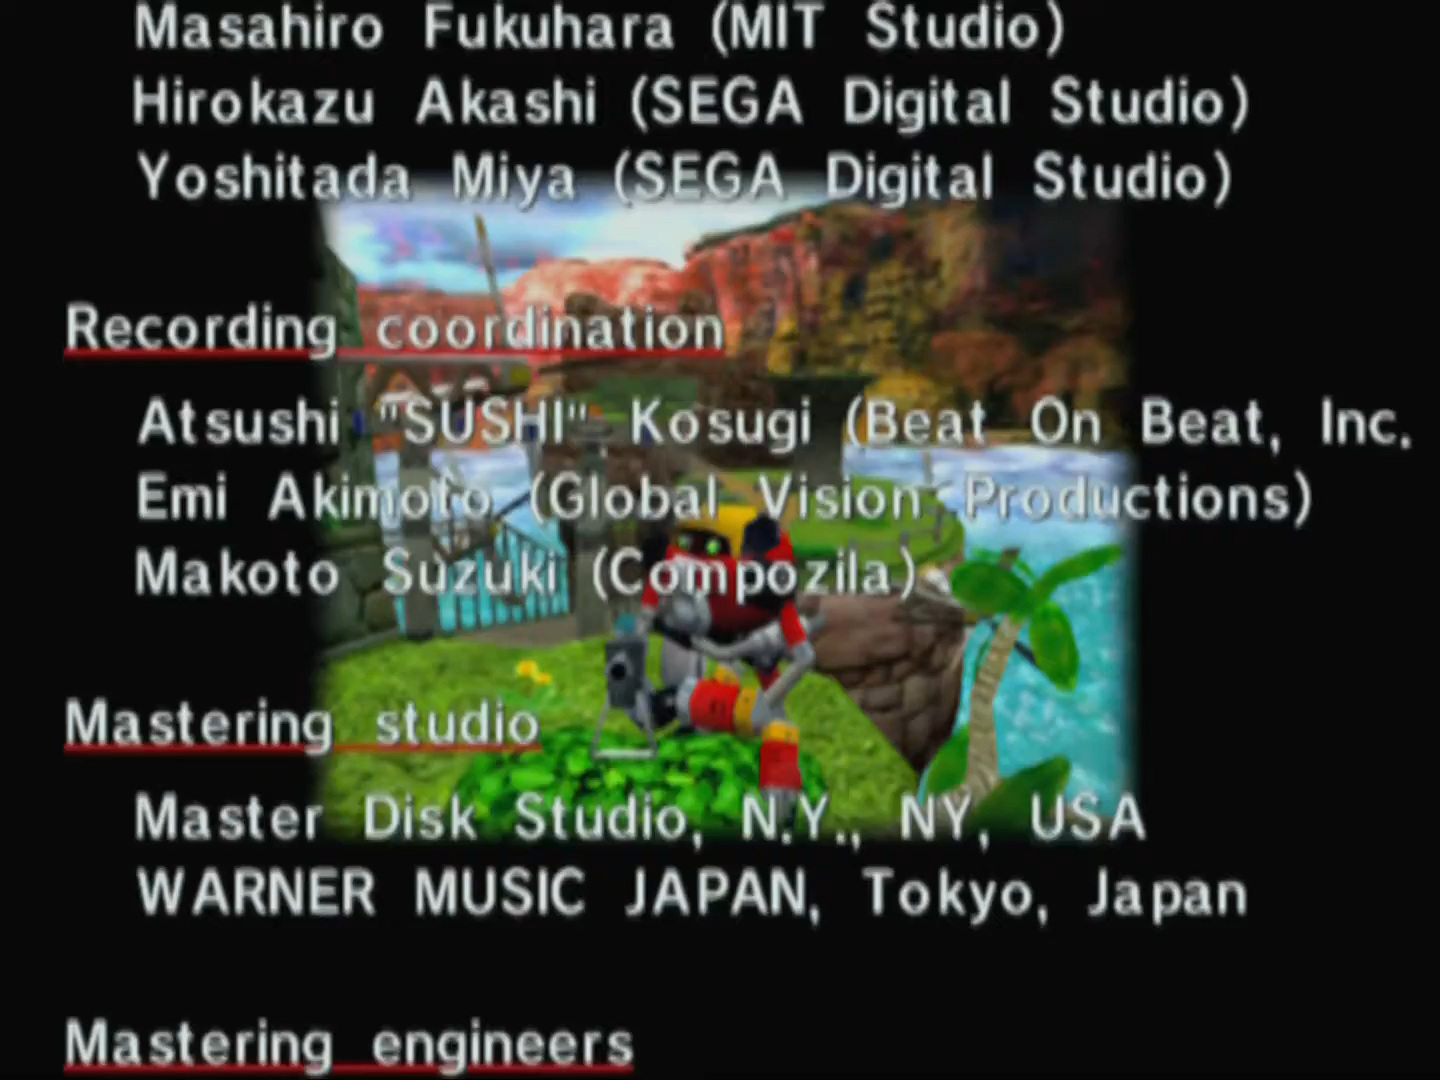 Masahiro Fukuhara (MIT Studio)
Hirokazu Akashi (SEGA Digital Studio)
Yoshitada Miya (SEGA Digital Studio)
Recording coordination
Atsushi "SUSHI" Kosugi (Beat On Beat, Inc.
Emi Akimoto (Global Vision Productions)
Makoto Suzuki (Compozila)
Mastering studio
Master Disk Studio, N.Y., NY, USA
WARNER MUSIC JAPAN, Tokyo, Japan
Mastering engineers